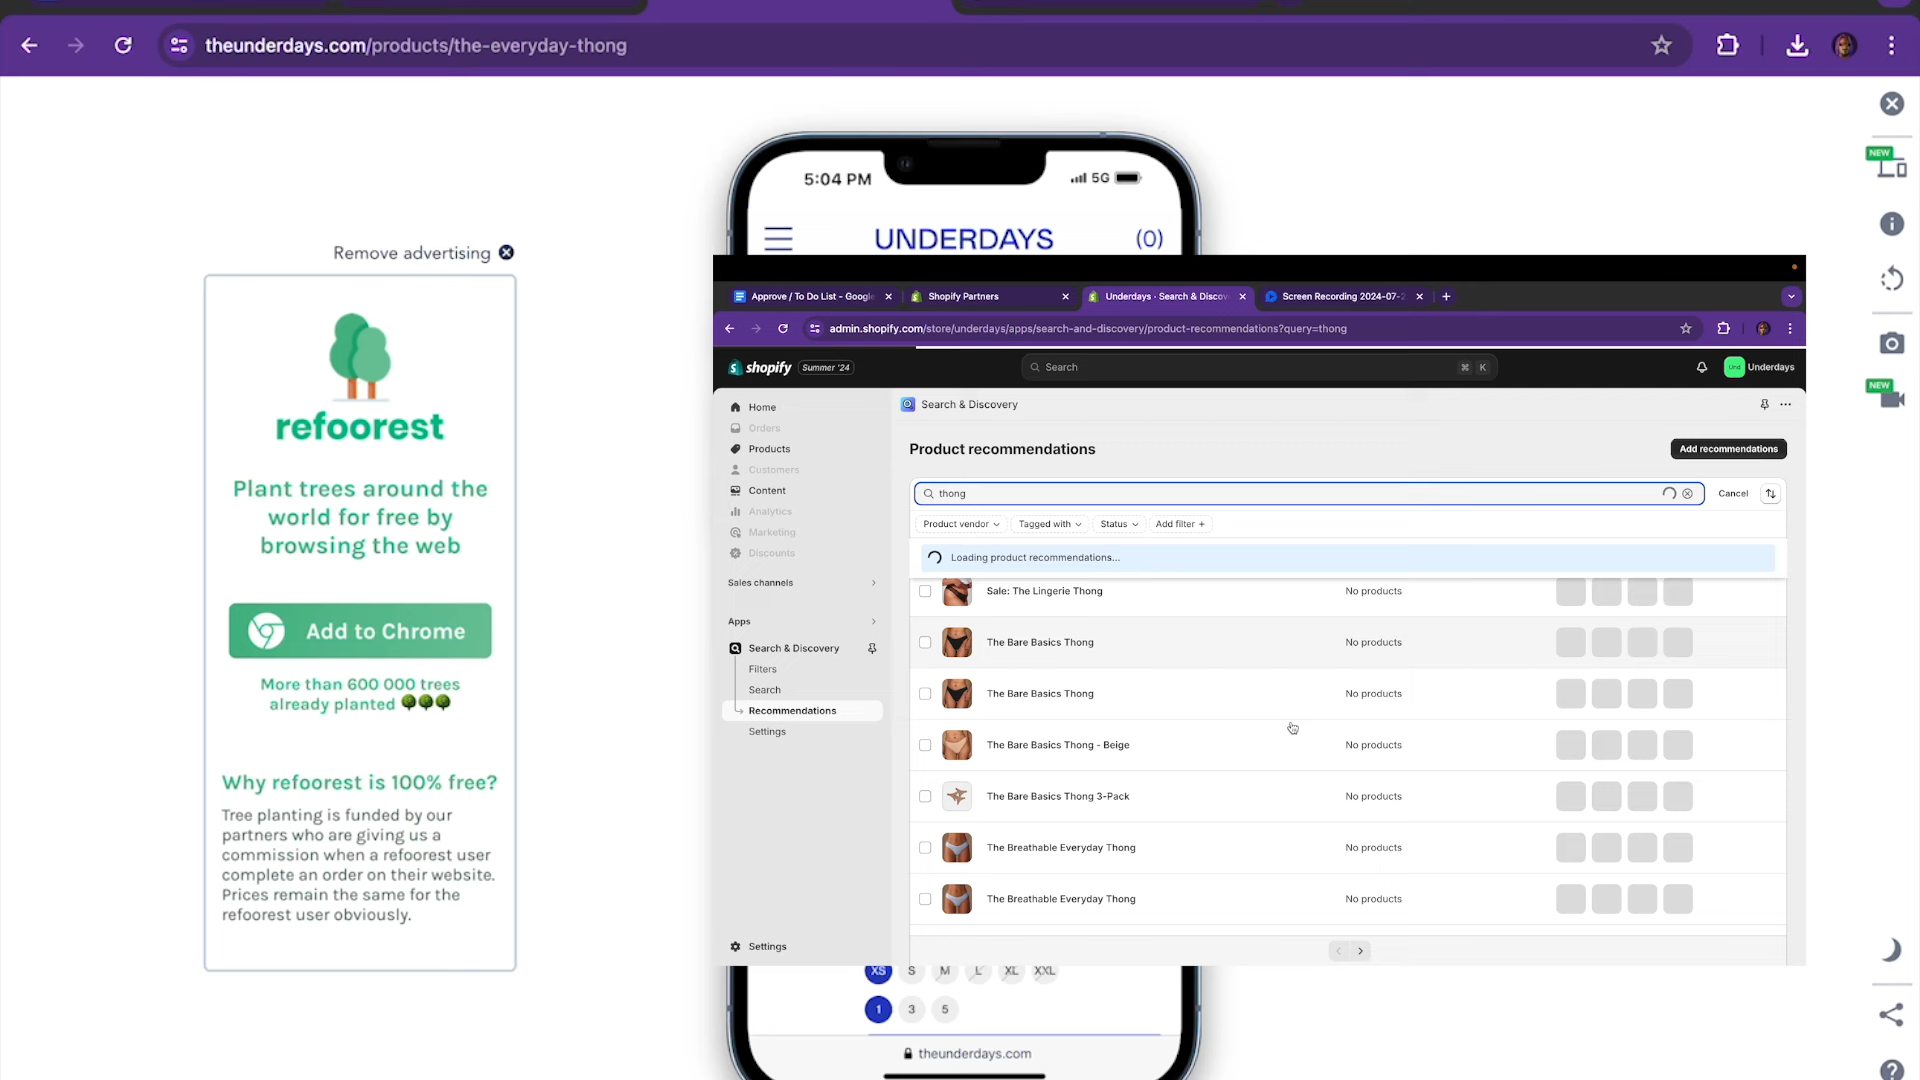 theunderdays.com/products/the-everyday-thong
NEW
NEW
Remove advertising
refoorest
Plant trees around the
world for free by
browsing the web
Add to Chrome
More than 600 000 trees
already planted
Why refoorest is 100% free?
Tree planting is funded by our
partners who are giving us a
commission when a refoorest user
complete an order on their website.
Prices remain the same for the
refoorest user obviously.
5:04 PM
5G
UNDERDAYS (0)
Approve / To Do List - Google
Shopify Partners
Underdays · Search & Discov
Screen Recording 2024-07-2
admin.shopify.com/store/underdays/apps/search-and-discovery/product-recommendations?query=thong
shopify Summer '24
Search
⌘ K
Und Underdays
Home
Orders
Products
Customers
Content
Analytics
Marketing
Discounts
Sales channels
Apps
Search & Discovery
Filters
Search
Recommendations
Settings
Settings
Search & Discovery
Product recommendations
Add recommendations
thong
Cancel
Product vendor
Tagged with
Status
Add filter +
Loading product recommendations...
Sale: The Lingerie Thong No products
The Bare Basics Thong No products
The Bare Basics Thong No products
The Bare Basics Thong - Beige No products
The Bare Basics Thong 3-Pack No products
The Breathable Everyday Thong No products
The Breathable Everyday Thong No products
XS S M L XL XXL
1 3 5
theunderdays.com